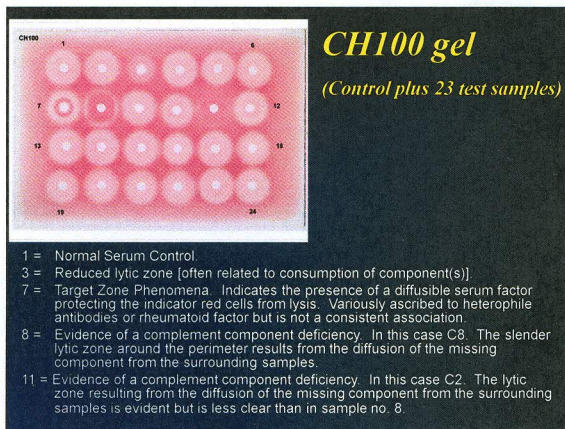 CH100 gel
(Control plus 23 test samples)
CH100
1
6
7
12
13
18
19
24
1 = Normal Serum Control.
3 = Reduced lytic zone [often related to consumption of component(s)].
7 = Target Zone Phenomena. Indicates the presence of a diffusible serum factor
protecting the indicator red cells from lysis. Variously ascribed to heterophile
antibodies or rheumatoid factor but is not a consistent association.
8 = Evidence of a complement component deficiency. In this case C8. The slender
lytic zone around the perimeter results from the diffusion of the missing
component from the surrounding samples.
11 = Evidence of a complement component deficiency. In this case C2. The lytic
zone resulting from the diffusion of the missing component from the surrounding
samples is evident but is less clear than in sample no. 8.